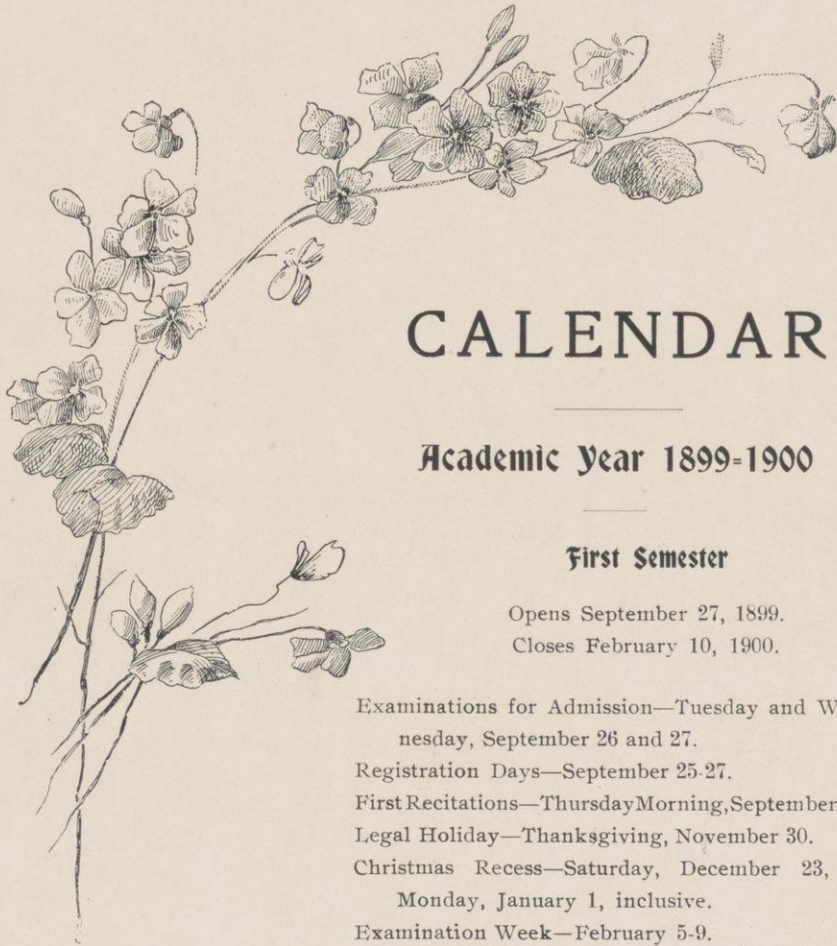 CALENDAR
Academic Year 1899-1900
First Semester
Opens September 27, 1899.
Closes February 10, 1900.
Examinations for Admission—Tuesday and W
nesday, September 26 and 27.
Registration Days—September 25-27.
First Recitations—Thursday Morning, September
Legal Holiday—Thanksgiving, November 30.
Christmas Recess—Saturday, December 23,
Monday, January 1, inclusive.
Examination Week—February 5-9.